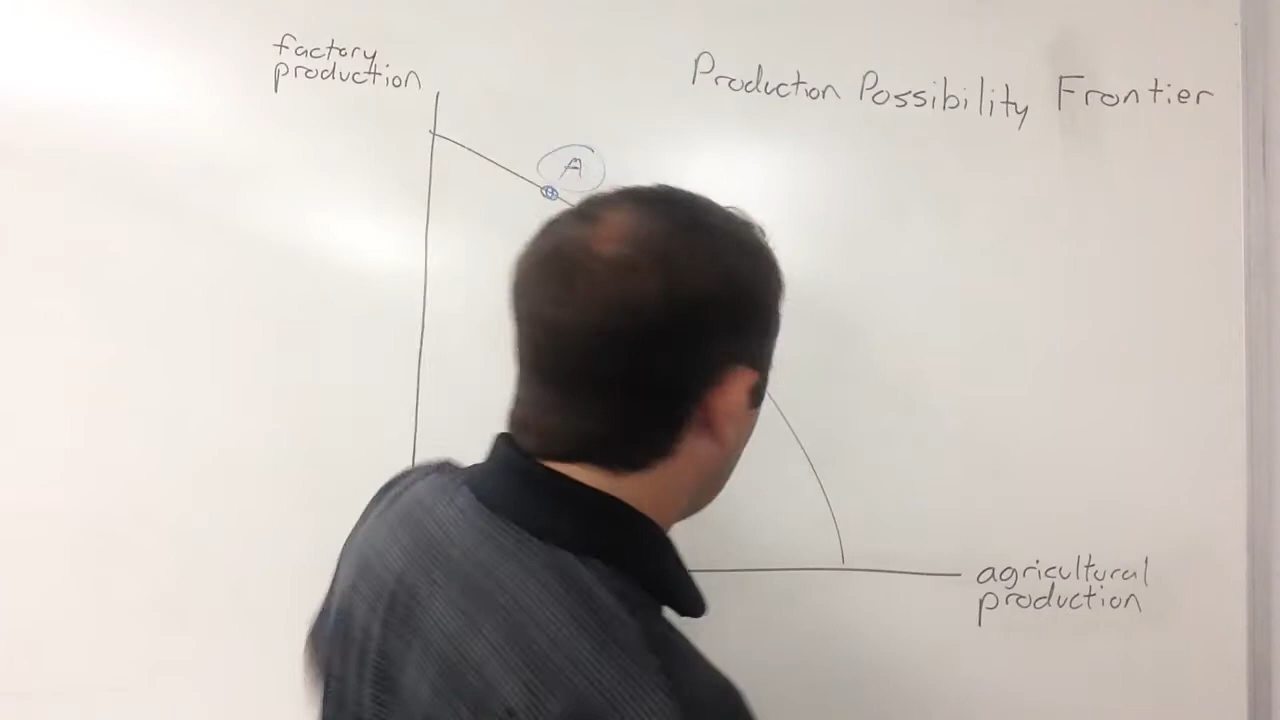 factory
production
Production Possibility Frontier
A
agricultural
production